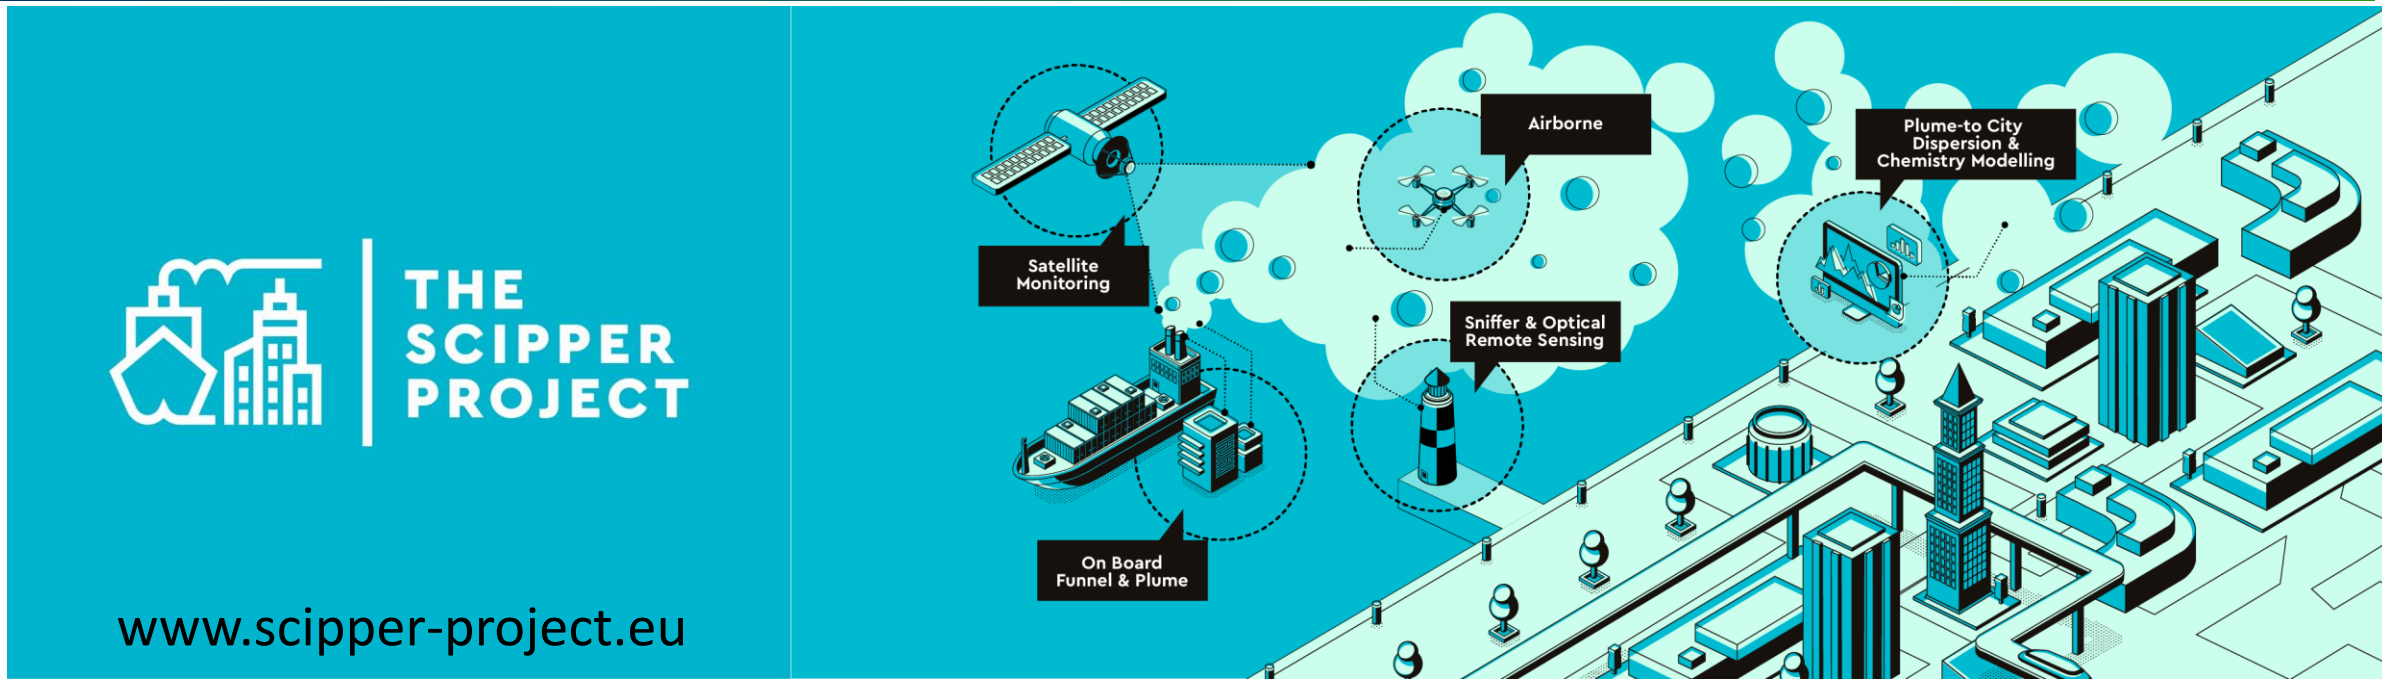 THE
SCIPPER
PROJECT
www.scipper-project.eu
Satellite
Monitoring
Airborne
Plume-to City
Dispersion &
Chemistry Modelling
Sniffer & Optical
Remote Sensing
On Board
Funnel & Plume